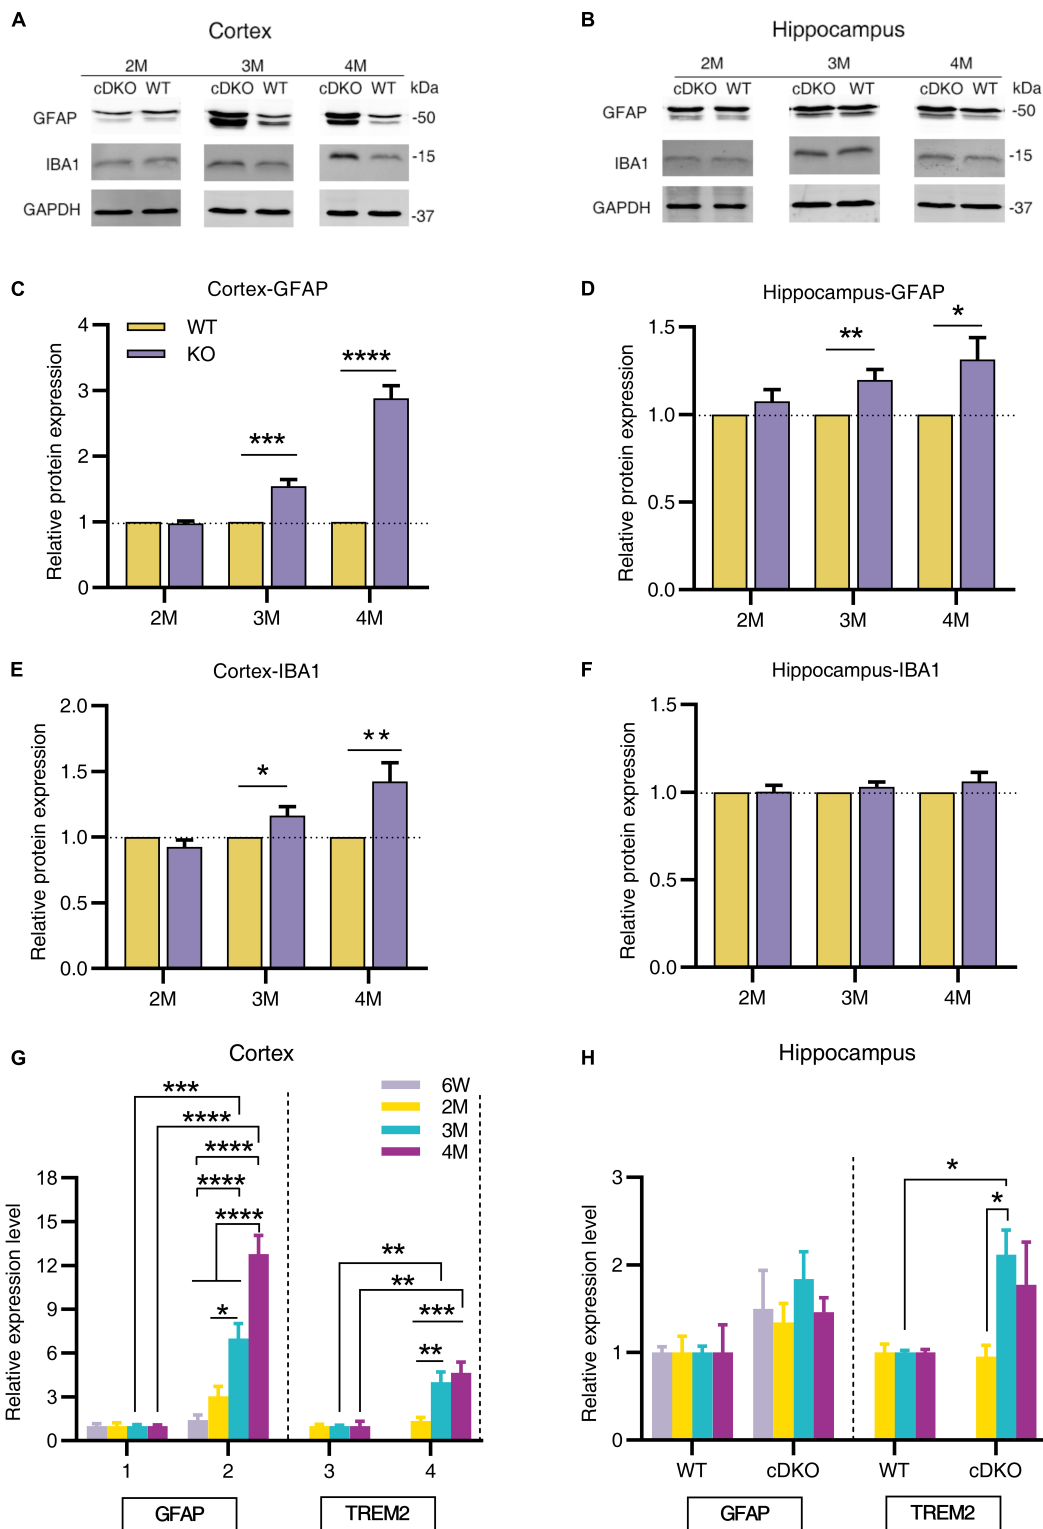 A
Cortex
2M 3M 4M
cDKO WT cDKO WT cDKO WT kDa
GFAP -50
IBA1 -15
GAPDH -37
B
Hippocampus
2M 3M 4M
cDKO WT cDKO WT cDKO WT kDa
GFAP -50
IBA1 -15
GAPDH -37
C
Cortex-GFAP
Relative protein expression
4
3
2
1
0
WT
KO
***
****
2M 3M 4M
D
Hippocampus-GFAP
Relative protein expression
1.5
1.0
0.5
0.0
**
*
2M 3M 4M
E
Cortex-IBA1
Relative protein expression
2.0
1.5
1.0
0.5
0.0
*
**
2M 3M 4M
F
Hippocampus-IBA1
Relative protein expression
1.5
1.0
0.5
0.0
2M 3M 4M
G
Cortex
6W
2M
3M
4M
Relative expression level
18
15
12
9
6
3
0
***
****
****
****
****
*
**
**
***
**
1 2 3 4
GFAP TREM2
H
Hippocampus
Relative expression level
3
2
1
0
*
*
WT cDKO WT cDKO
GFAP TREM2